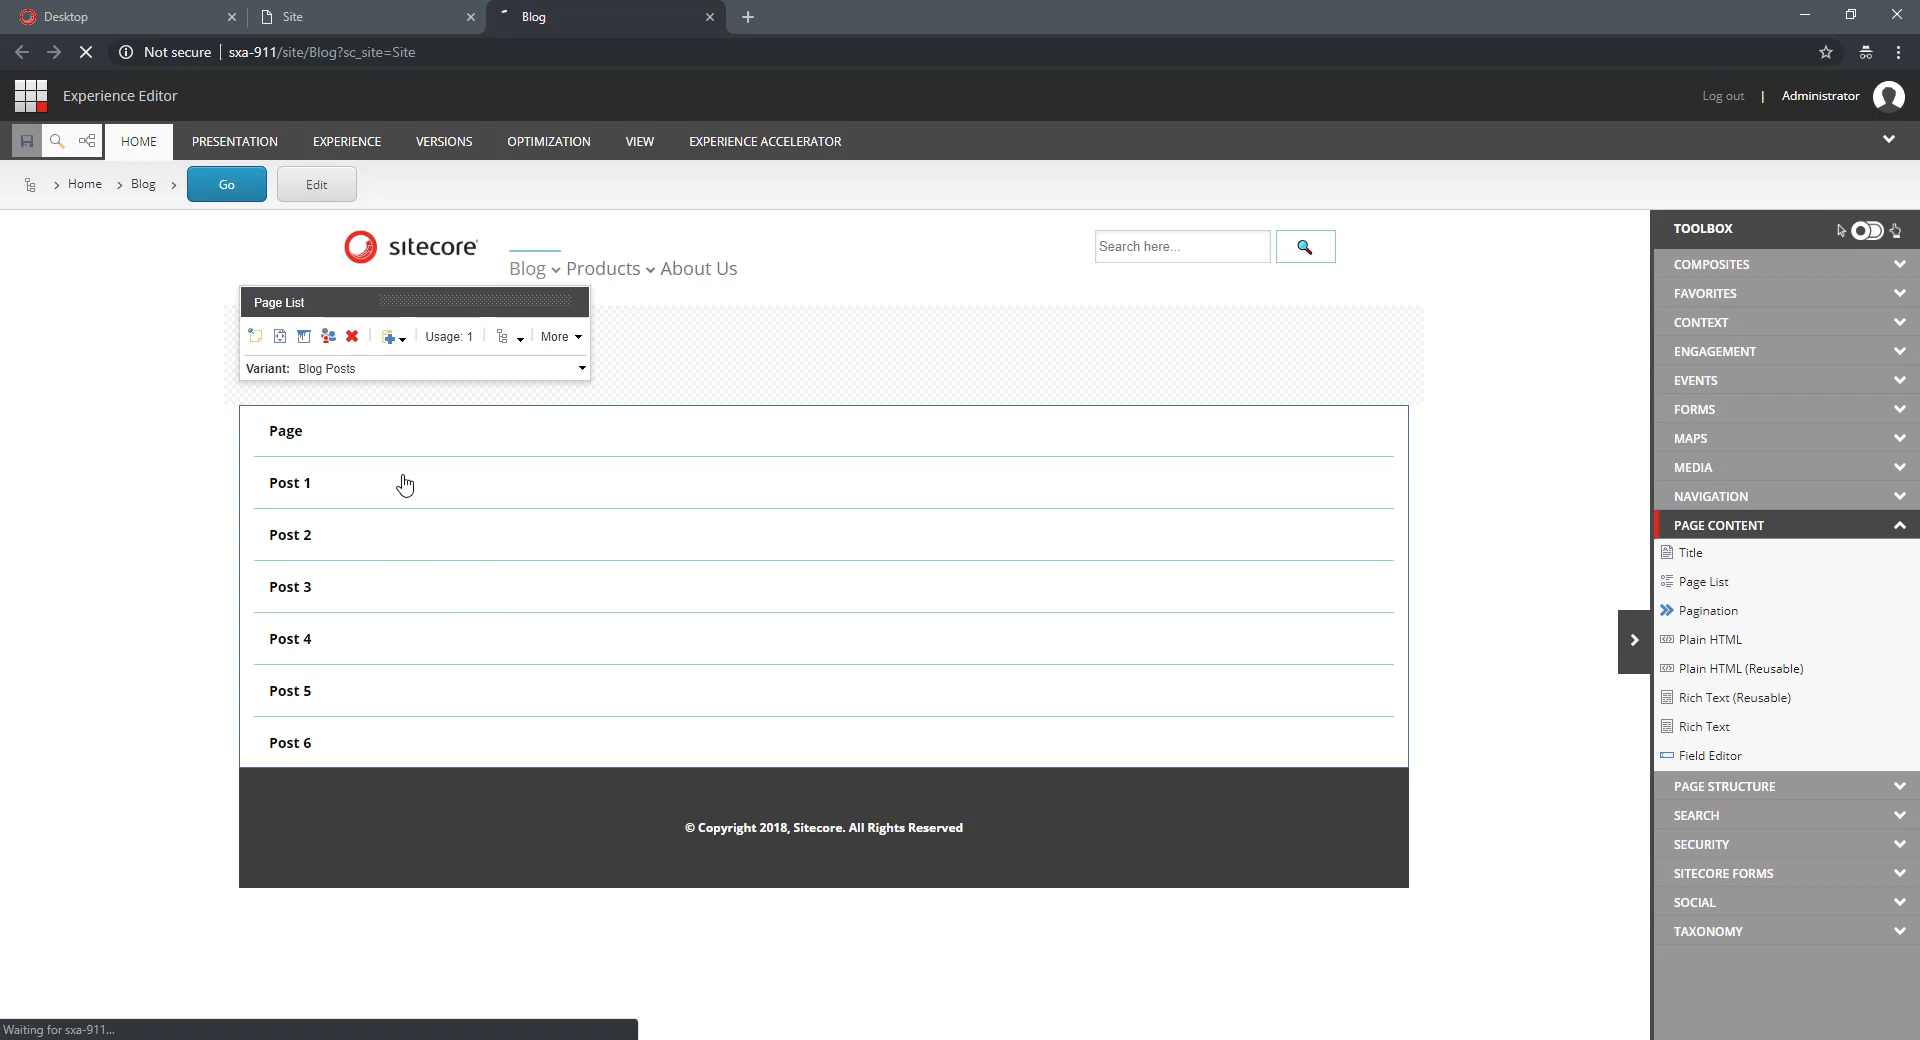 Desktop
Site
Blog
Not secure sxa-911/site/Blog?sc_site=Site
Experience Editor
Log out | Administrator
HOME PRESENTATION EXPERIENCE VERSIONS OPTIMIZATION VIEW EXPERIENCE ACCELERATOR
Home Blog Go Edit
sitecore
Search here...
Blog Products About Us
Page List
Usage: 1 More
Variant: Blog Posts
Page
Post 1
Post 2
Post 3
Post 4
Post 5
Post 6
© Copyright 2018, Sitecore. All Rights Reserved
TOOLBOX
COMPOSITES
FAVORITES
CONTEXT
ENGAGEMENT
EVENTS
FORMS
MAPS
MEDIA
NAVIGATION
PAGE CONTENT
Title
Page List
Pagination
Plain HTML
Plain HTML (Reusable)
Rich Text (Reusable)
Rich Text
Field Editor
PAGE STRUCTURE
SEARCH
SECURITY
SITECORE FORMS
SOCIAL
TAXONOMY
Waiting for sxa-911...